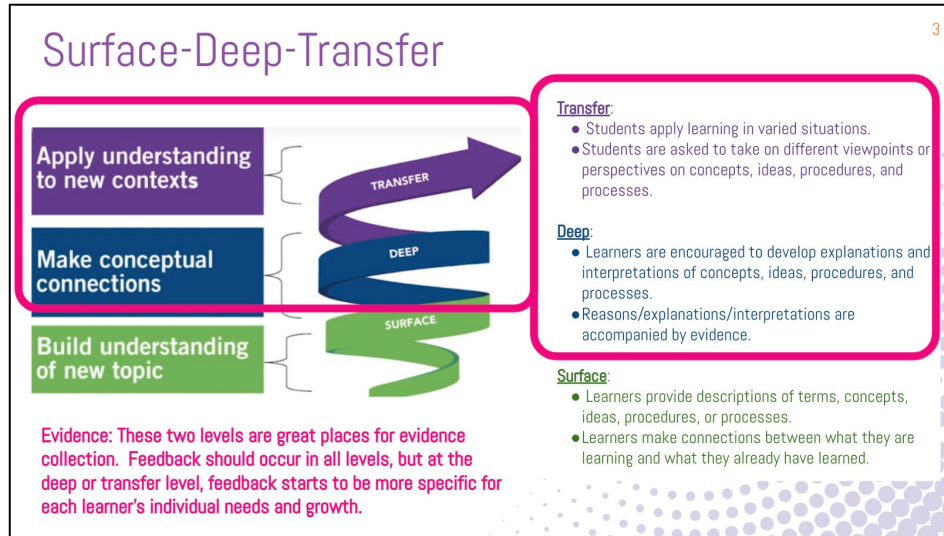 3
Surface-Deep-Transfer
Apply understanding
to new contexts
TRANSFER
Make conceptual
connections
DEEP
Build understanding
of new topic
SURFACE
Evidence: These two levels are great places for evidence
collection. Feedback should occur in all levels, but at the
deep or transfer level, feedback starts to be more specific for
each learner's individual needs and growth.
Transfer:
● Students apply learning in varied situations.
● Students are asked to take on different viewpoints or
perspectives on concepts, ideas, procedures, and
processes.
Deep:
● Learners are encouraged to develop explanations and
interpretations of concepts, ideas, procedures, and
processes.
● Reasons/explanations/interpretations are
accompanied by evidence.
Surface:
● Learners provide descriptions of terms, concepts,
ideas, procedures, or processes.
● Learners make connections between what they are
learning and what they already have learned.